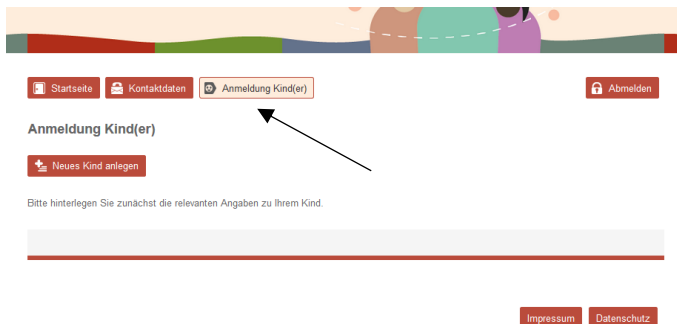 Startseite Kontaktdaten Anmeldung Kind(er) Abmelden
Anmeldung Kind(er)
Neues Kind anlegen
Bitte hinterlegen Sie zunächst die relevanten Angaben zu Ihrem Kind.
Impressum Datenschutz